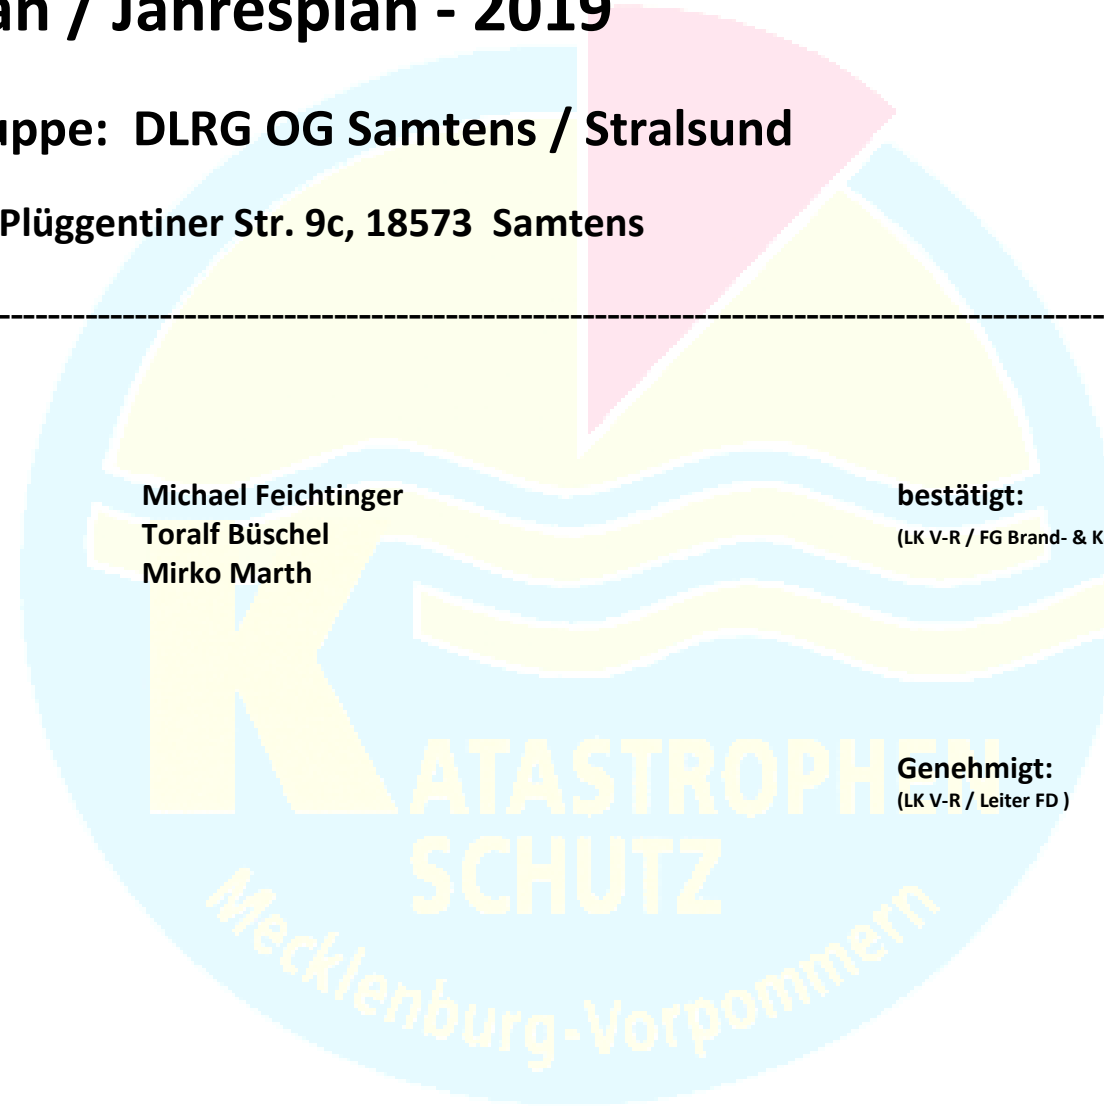 an / Jahresplan - 2019
uppe: DLRG OG Samtens / Stralsund
Plüggentiner Str. 9c, 18573 Samtens
--------------------------------------------------------------------------------------------
Michael Feichtinger
Toralf Büschel
Mirko Marth
bestätigt:
(LK V-R / FG Brand- & K
Genehmigt:
(LK V-R / Leiter FD )
KATASTROPHEN
SCHUTZ
Mecklenburg-Vorpommern